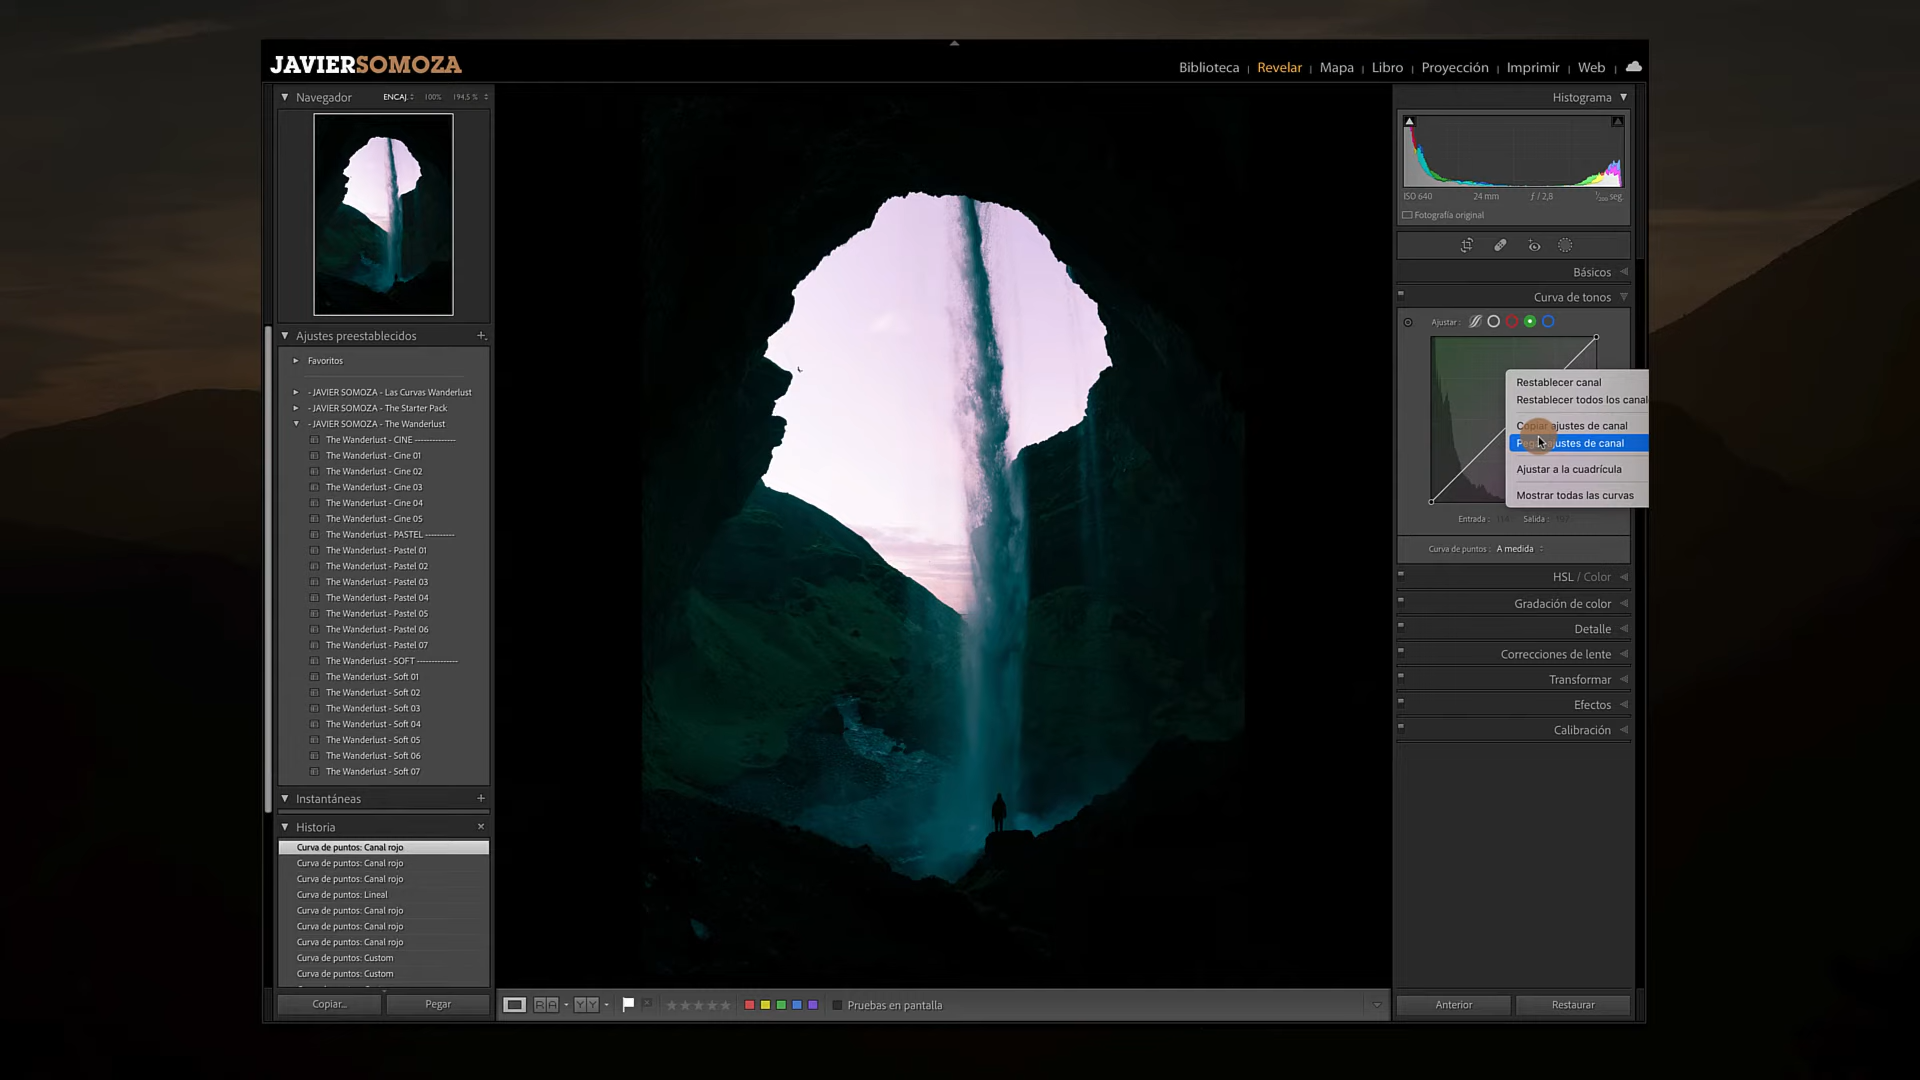 JAVIERSOMOZA
Biblioteca | Revelar | Mapa | Libro | Proyección | Imprimir | Web |
Navegador ENCAJ. 100% 194,5 %
Ajustes preestablecidos +
Favoritos
- JAVIER SOMOZA - Las Curvas Wanderlust
- JAVIER SOMOZA - The Starter Pack
- JAVIER SOMOZA - The Wanderlust
The Wanderlust - CINE --------------
The Wanderlust - Cine 01
The Wanderlust - Cine 02
The Wanderlust - Cine 03
The Wanderlust - Cine 04
The Wanderlust - Cine 05
The Wanderlust - PASTEL ----------
The Wanderlust - Pastel 01
The Wanderlust - Pastel 02
The Wanderlust - Pastel 03
The Wanderlust - Pastel 04
The Wanderlust - Pastel 05
The Wanderlust - Pastel 06
The Wanderlust - Pastel 07
The Wanderlust - SOFT --------------
The Wanderlust - Soft 01
The Wanderlust - Soft 02
The Wanderlust - Soft 03
The Wanderlust - Soft 04
The Wanderlust - Soft 05
The Wanderlust - Soft 06
The Wanderlust - Soft 07
Instantáneas +
Historia ×
Curva de puntos: Canal rojo
Curva de puntos: Canal rojo
Curva de puntos: Canal rojo
Curva de puntos: Lineal
Curva de puntos: Canal rojo
Curva de puntos: Canal rojo
Curva de puntos: Canal rojo
Curva de puntos: Custom
Curva de puntos: Custom
Copiar... Pegar
RA YY Pruebas en pantalla
Histograma
ISO 640 24 mm ƒ / 2,8 seg.
Fotografía original
Básicos
Curva de tonos
Ajustar :
Restablecer canal
Restablecer todos los canal
Copiar ajustes de canal
Pegar ajustes de canal
Ajustar a la cuadrícula
Mostrar todas las curvas
Entrada : Salida :
Curva de puntos : A medida
HSL / Color
Gradación de color
Detalle
Correcciones de lente
Transformar
Efectos
Calibración
Anterior Restaurar